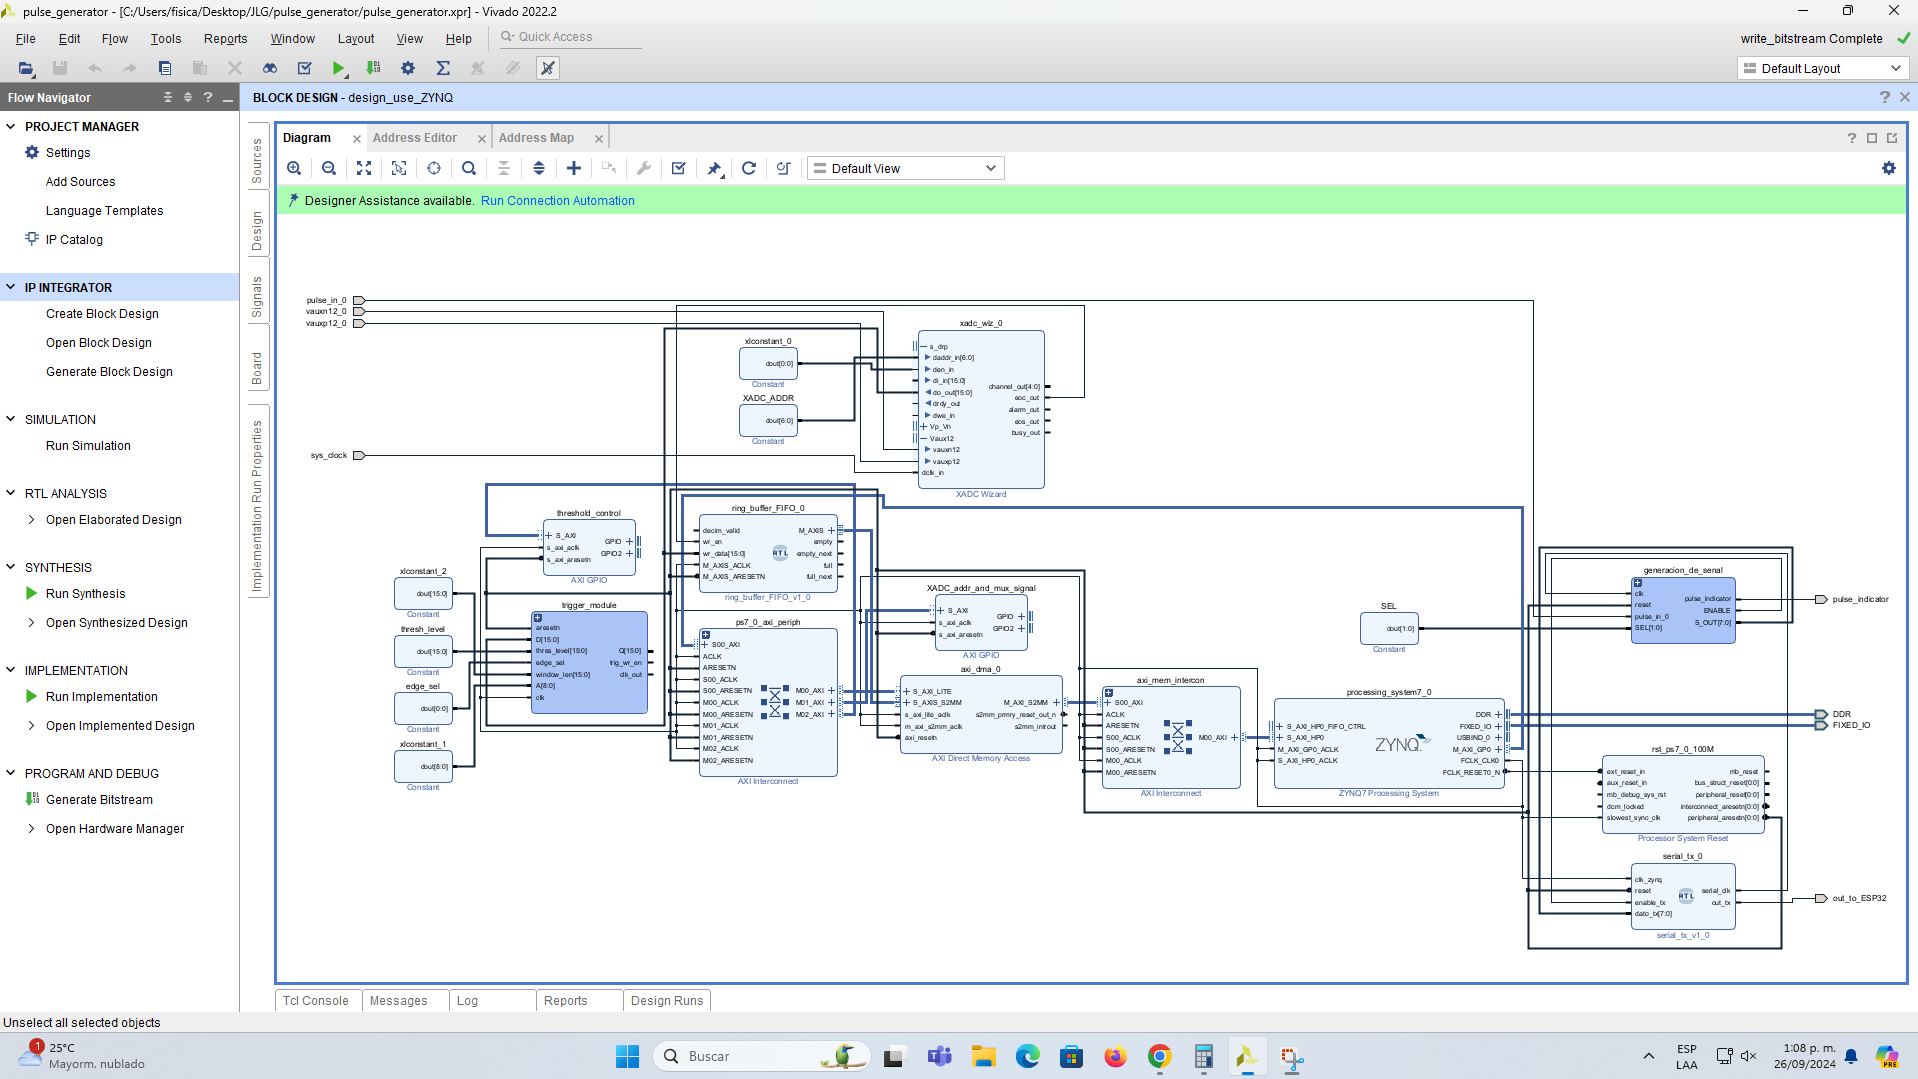 pulse_generator - [C:/Users/fisica/Desktop/JLG/pulse_generator/pulse_generator.xpr] - Vivado 2022.2
File Edit Flow Tools Reports Window Layout View Help Quick Access
write_bitstream Complete
Default Layout
Flow Navigator
BLOCK DESIGN - design_use_ZYNQ
PROJECT MANAGER
Settings
Add Sources
Language Templates
IP Catalog
IP INTEGRATOR
Create Block Design
Open Block Design
Generate Block Design
SIMULATION
Run Simulation
RTL ANALYSIS
Open Elaborated Design
SYNTHESIS
Run Synthesis
Open Synthesized Design
IMPLEMENTATION
Run Implementation
Open Implemented Design
PROGRAM AND DEBUG
Generate Bitstream
Open Hardware Manager
Sources
Design
Signals
Board
Implementation Run Properties
Diagram Address Editor Address Map
Default View
Designer Assistance available. Run Connection Automation
pulse_in_0
vauxn12_0
vauxp12_0
sys_clock
xlconstant_0
dout[0:0]
Constant
XADC_ADDR
dout[6:0]
Constant
xadc_wiz_0
s_drp
daddr_in[6:0]
den_in
di_in[15:0]
do_out[15:0]
drdy_out
dwe_in
Vp_Vn
Vaux12
vauxn12
vauxp12
dclk_in
channel_out[4:0]
eoc_out
alarm_out
eos_out
busy_out
XADC Wizard
threshold_control
S_AXI
s_axi_aclk
s_axi_aresetn
GPIO
GPIO2
AXI GPIO
ring_buffer_FIFO_0
decim_valid
wr_en
wr_data[15:0]
M_AXIS_ACLK
M_AXIS_ARESETN
RTL
M_AXIS
empty
empty_next
full
full_next
ring_buffer_FIFO_v1_0
xlconstant_2
dout[15:0]
Constant
thresh_level
dout[15:0]
Constant
edge_sel
dout[0:0]
Constant
xlconstant_1
dout[8:0]
Constant
trigger_module
aresetn
D[15:0]
thres_level[15:0]
edge_sel
window_len[15:0]
A[8:0]
clk
Q[15:0]
trig_wr_en
clk_out
ps7_0_axi_periph
S00_AXI
ACLK
ARESETN
S00_ACLK
S00_ARESETN
M00_ACLK
M00_ARESETN
M01_ACLK
M01_ARESETN
M02_ACLK
M02_ARESETN
M00_AXI
M01_AXI
M02_AXI
AXI Interconnect
XADC_addr_and_mux_signal
S_AXI
s_axi_aclk
s_axi_aresetn
GPIO
GPIO2
AXI GPIO
axi_dma_0
S_AXI_LITE
S_AXIS_S2MM
s_axi_lite_aclk
m_axi_s2mm_aclk
axi_resetn
M_AXI_S2MM
s2mm_prmry_reset_out_n
s2mm_introut
AXI Direct Memory Access
axi_mem_intercon
S00_AXI
ACLK
ARESETN
S00_ACLK
S00_ARESETN
M00_ACLK
M00_ARESETN
M00_AXI
AXI Interconnect
processing_system7_0
S_AXI_HP0_FIFO_CTRL
S_AXI_HP0
M_AXI_GP0_ACLK
S_AXI_HP0_ACLK
ZYNQ
DDR
FIXED_IO
USBIND_0
M_AXI_GP0
FCLK_CLK0
FCLK_RESET0_N
ZYNQ7 Processing System
SEL
dout[1:0]
Constant
generacion_de_senal
clk
reset
pulse_in_0
SEL[1:0]
pulse_indicator
ENABLE
S_OUT[7:0]
pulse_indicator
DDR
FIXED_IO
rst_ps7_0_100M
ext_reset_in
aux_reset_in
mb_debug_sys_rst
dcm_locked
slowest_sync_clk
mb_reset
bus_struct_reset[0:0]
peripheral_reset[0:0]
interconnect_aresetn[0:0]
peripheral_aresetn[0:0]
Processor System Reset
serial_tx_0
clk_zynq
reset
enable_tx
dato_tx[7:0]
RTL
serial_clk
out_tx
serial_tx_v1_0
out_to_ESP32
Tcl Console Messages Log Reports Design Runs
Unselect all selected objects
1
25°C
Mayorm. nublado
Buscar
ESP
LAA
1:08 p. m.
26/09/2024
PRE